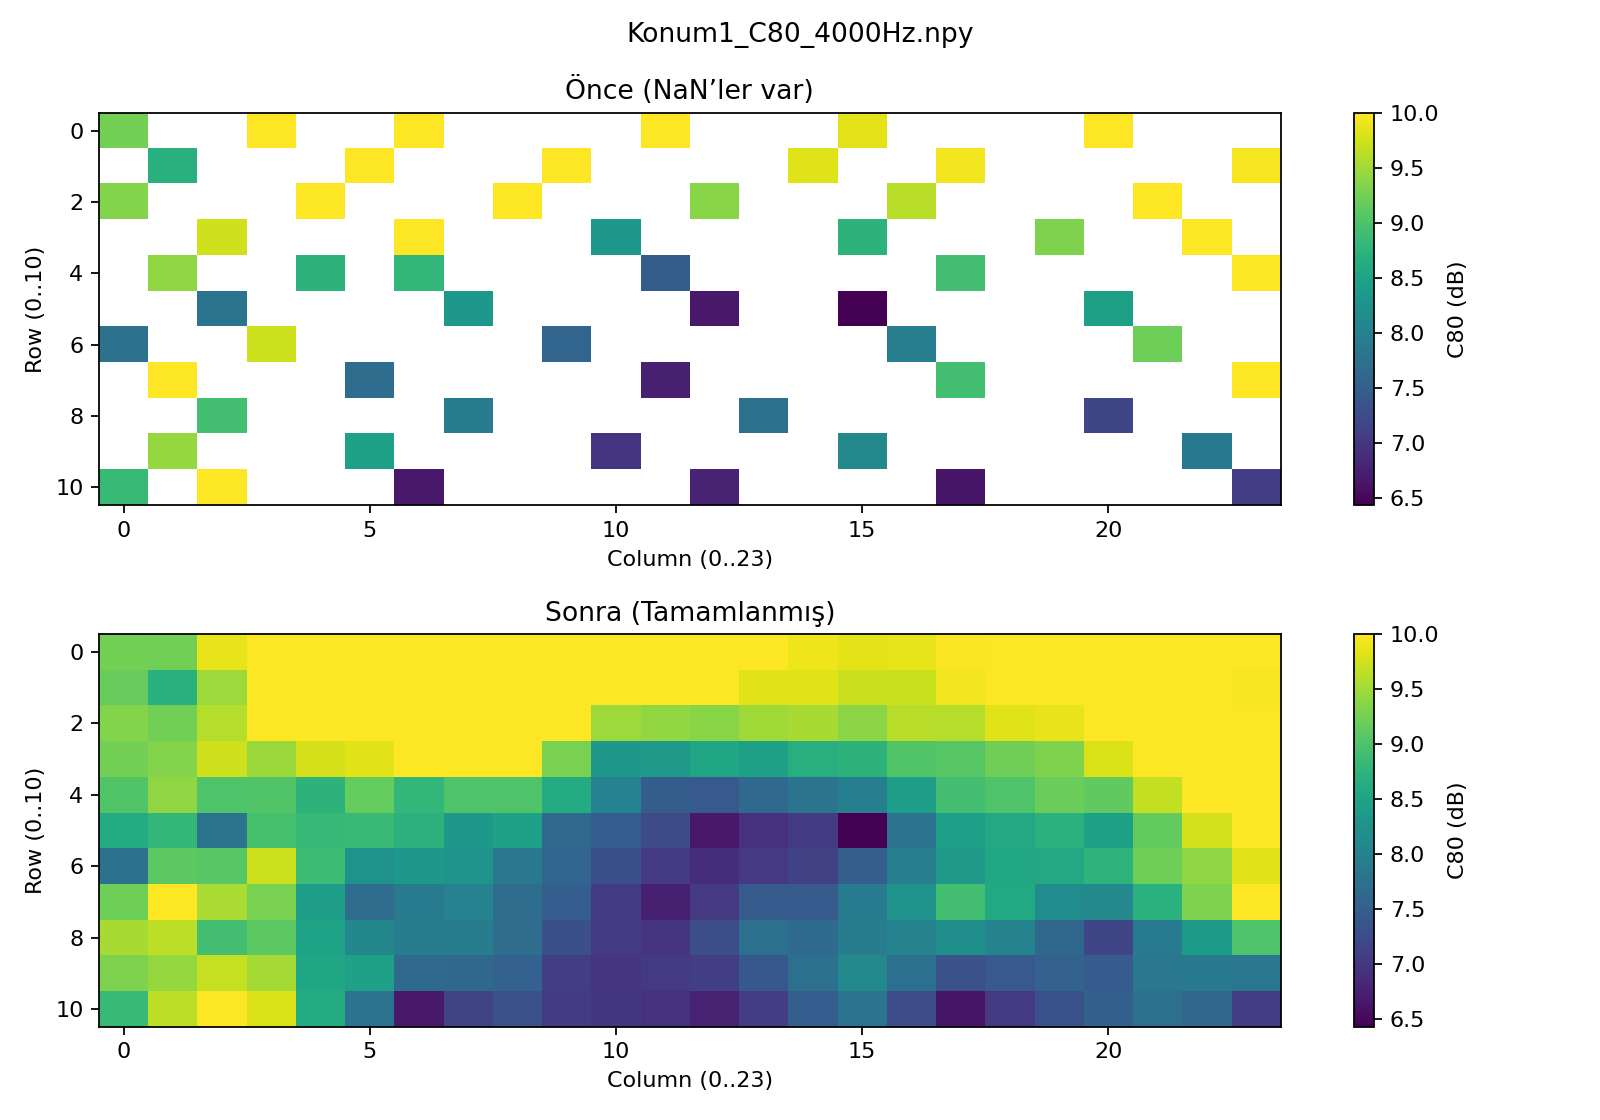 Konum1_C80_4000Hz.npy
Önce (NaN’ler var)
0
2
4
6
8
10
Row (0..10)
0 5 10 15 20
Column (0..23)
10.0
9.5
9.0
8.5
8.0
7.5
7.0
6.5
C80 (dB)
Sonra (Tamamlanmış)
0
2
4
6
8
10
Row (0..10)
0 5 10 15 20
Column (0..23)
10.0
9.5
9.0
8.5
8.0
7.5
7.0
6.5
C80 (dB)